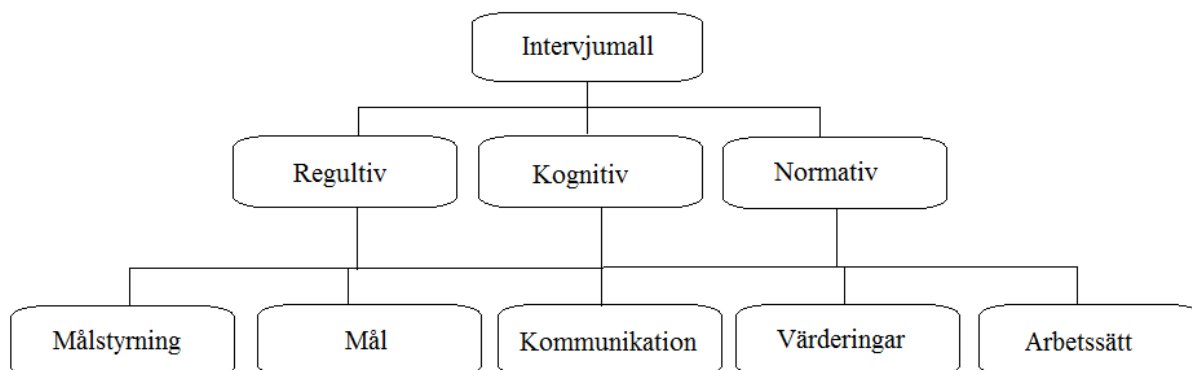 Intervjumall
Regultiv
Kognitiv
Normativ
Målstyrning
Mål
Kommunikation
Värderingar
Arbetssätt